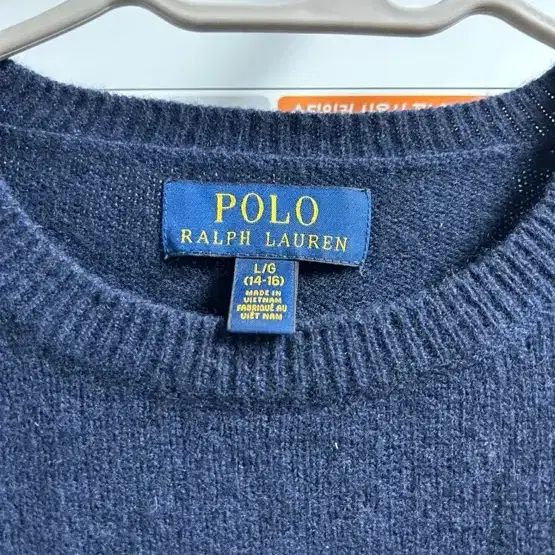 POLO
RALPH LAUREN
L/G
(14-16)
MADE IN
VIETNAM
FABRIQUÉ AU
VIET NAM